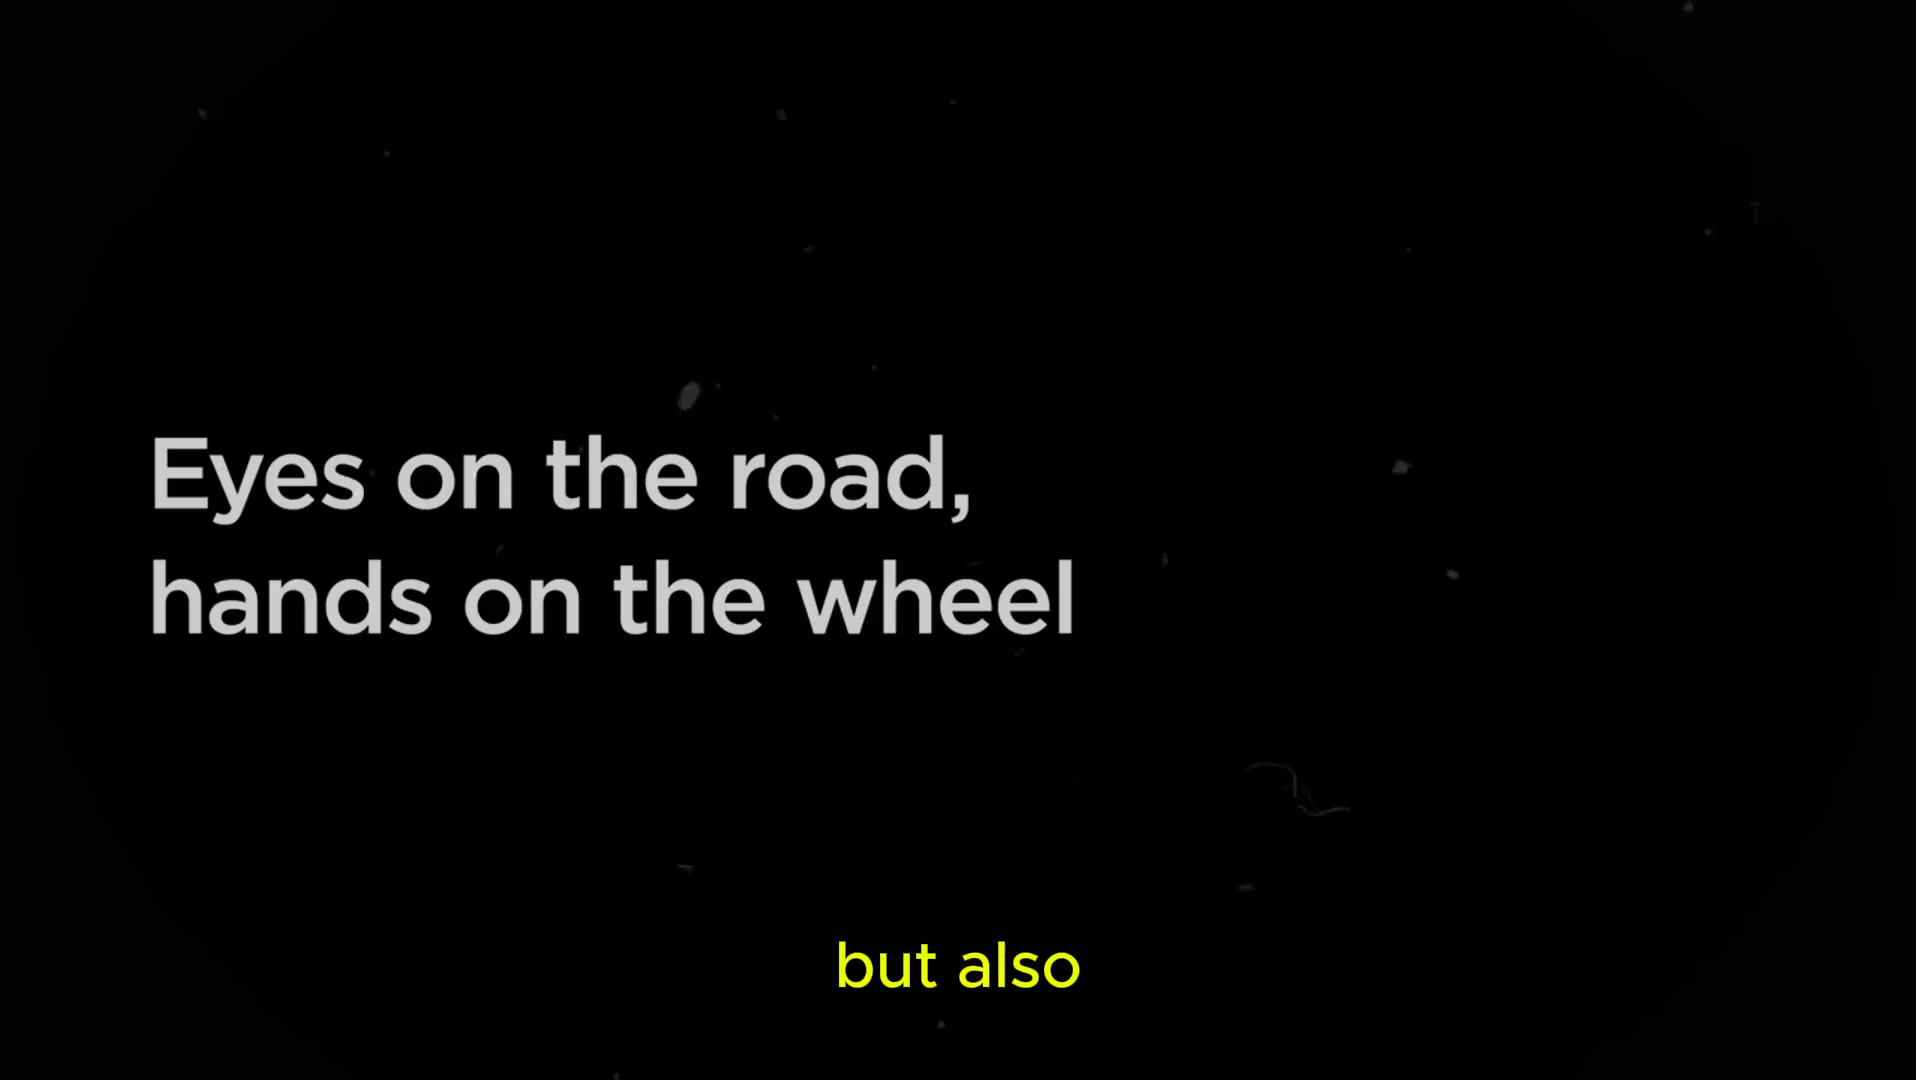 Eyes on the road,
hands on the wheel
but also